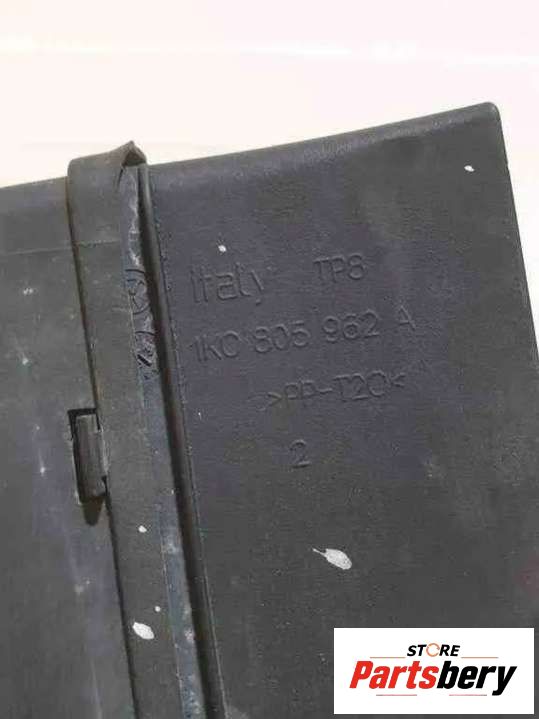 Italy TP8
1K0 805 962 A
>PP-T20<
2
STORE
Partsbery